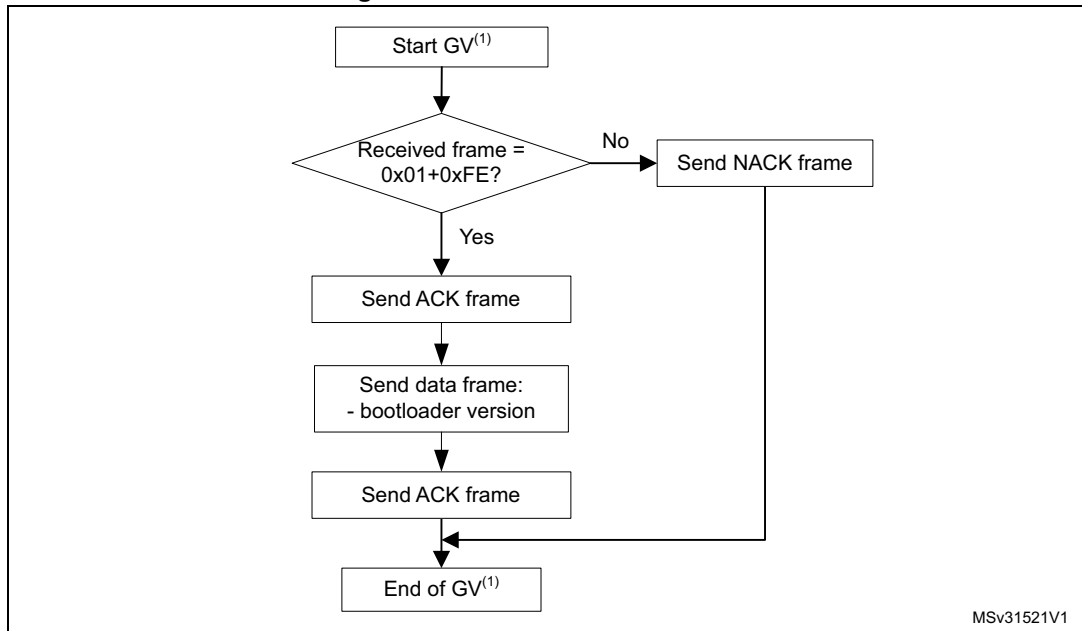 Start GV(1)
Received frame =
0x01+0xFE?
No
Send NACK frame
Yes
Send ACK frame
Send data frame:
- bootloader version
Send ACK frame
End of GV(1)
MSv31521V1